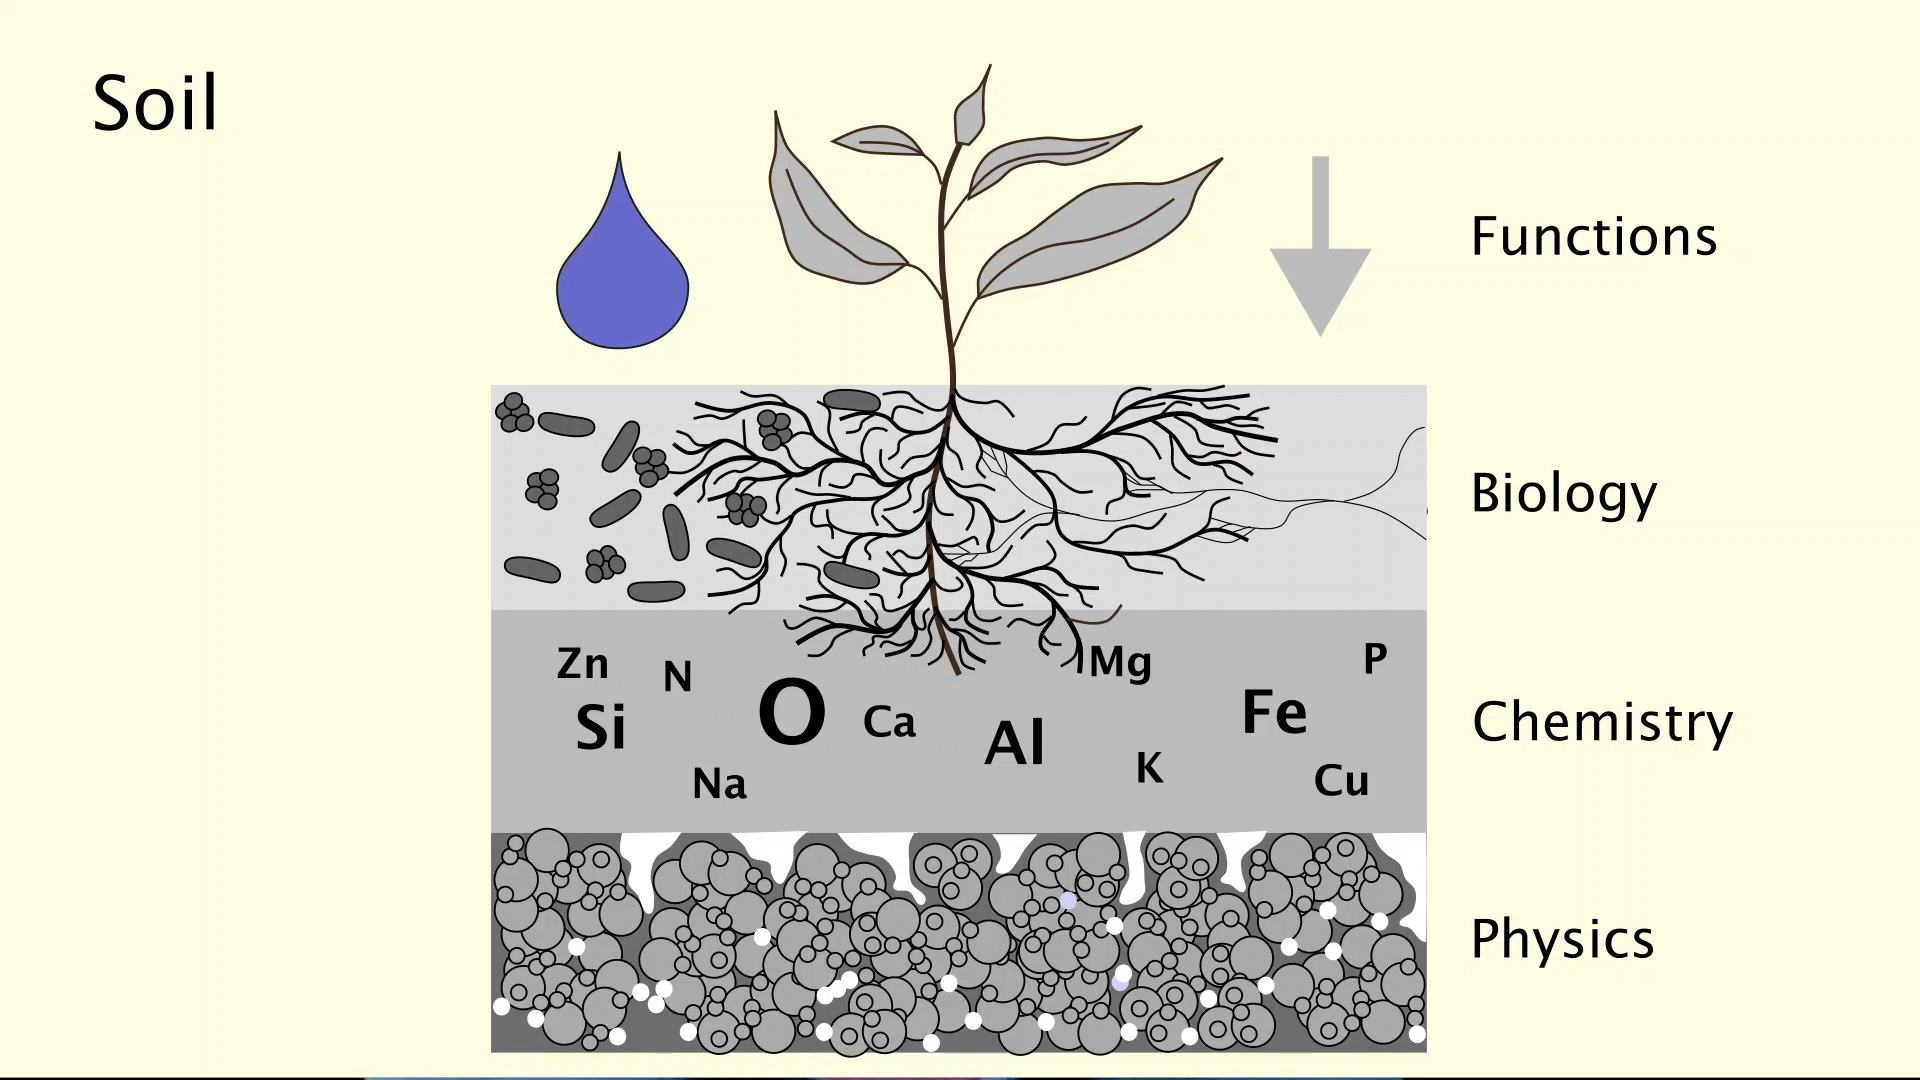 Soil
Functions
Biology
Zn N Mg P
Si O Ca Al Fe
Chemistry
Na K Cu
Physics